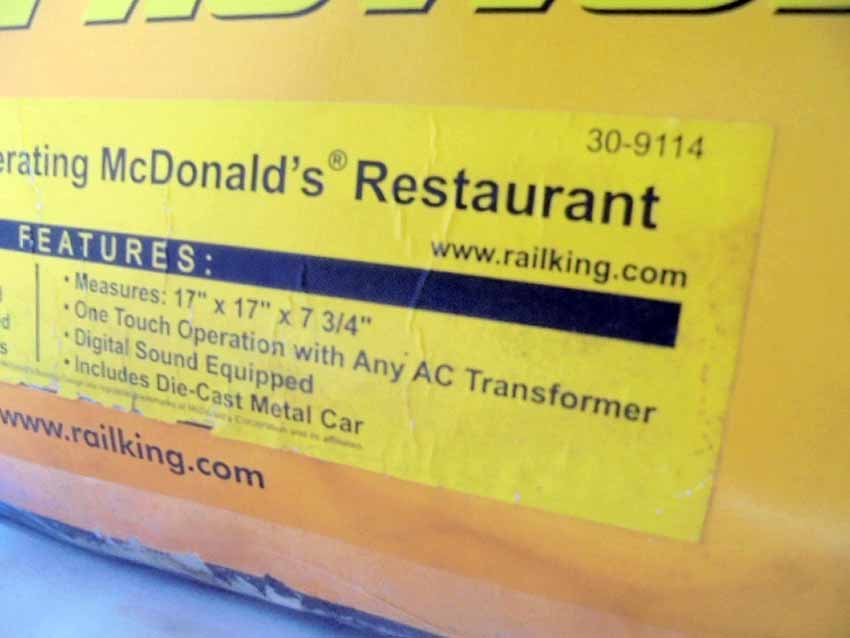 30-9114
erating McDonald's® Restaurant
www.railking.com
FEATURES:
• Measures: 17" x 17" x 7 3/4"
• One Touch Operation with Any AC Transformer
• Digital Sound Equipped
• Includes Die-Cast Metal Car
d
s
www.railking.com